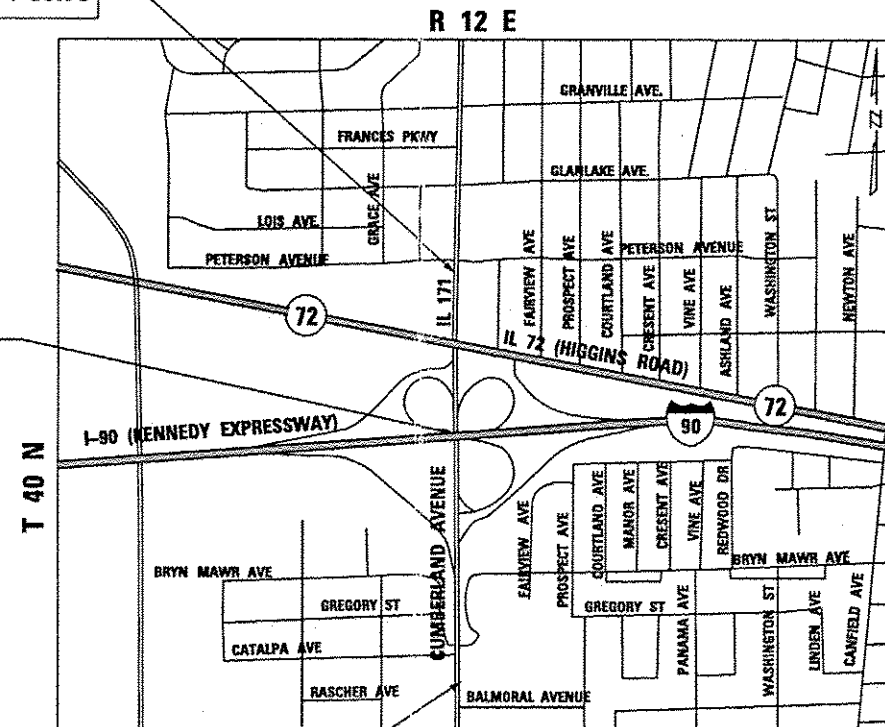 R 12 E
GRANVILLE AVE.
FRANCES PKWY
GLANLAKE AVE.
GRACE AVE
LOIS AVE.
PETERSON AVENUE
IL 171
FAIRVIEW AVE
PROSPECT AVE
COURTLAND AVE
PETERSON AVENUE
CRESENT AVE
VINE AVE
ASHLAND AVE
WASHINGTON ST
NEWTON AVE
72
IL 72 (HIGGINS ROAD)
72
I-90 (KENNEDY EXPRESSWAY)
90
T 40 N
CUMBERLAND AVENUE
FAIRVIEW AVE
PROSPECT AVE
COURTLAND AVE
MANOR AVE
CRESENT AVE
VINE AVE
REDWOOD DR
BRYN MAWR AVE
BRYN MAWR AVE
GREGORY ST
GREGORY ST
CATALPA AVE
PANAMA AVE
WASHINGTON ST
LINDEN AVE
CANFIELD AVE
RASCHER AVE
BALMORAL AVENUE